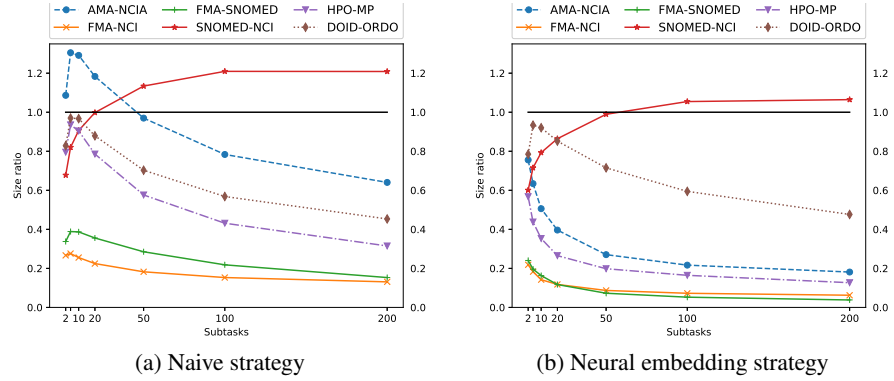 AMA-NCIA FMA-SNOMED HPO-MP
FMA-NCI SNOMED-NCI DOID-ORDO
1.2
1.0
0.8
0.6
0.4
0.2
0.0
Size ratio
1.2
1.0
0.8
0.6
0.4
0.2
0.0
2 10 20 50 100 200
Subtasks
(a) Naive strategy
AMA-NCIA FMA-SNOMED HPO-MP
FMA-NCI SNOMED-NCI DOID-ORDO
1.2
1.0
0.8
0.6
0.4
0.2
0.0
Size ratio
1.2
1.0
0.8
0.6
0.4
0.2
0.0
2 10 20 50 100 200
Subtasks
(b) Neural embedding strategy